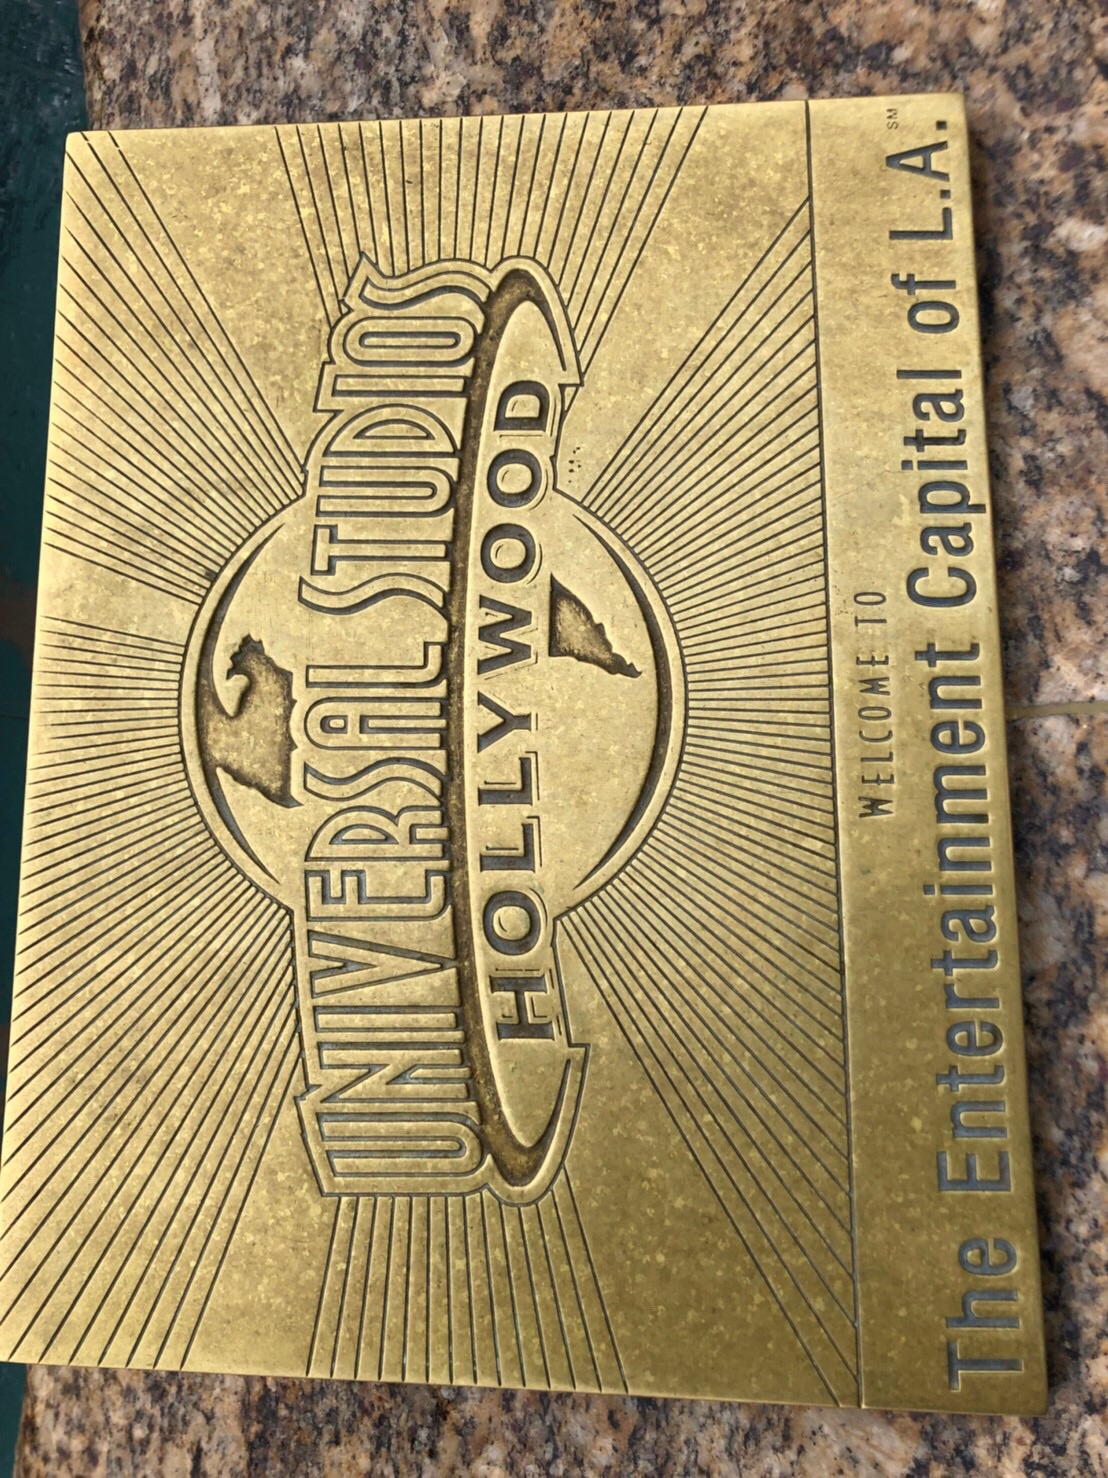 UNIVERSAL STUDIOS
HOLLYWOOD
WELCOME TO
The Entertainment Capital of L.A.℠